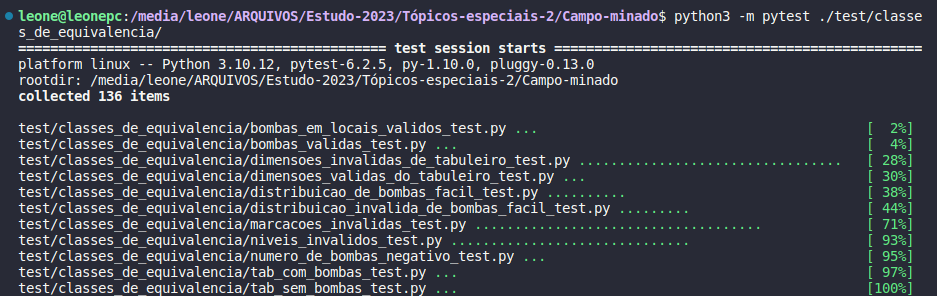 leone@leonepc:/media/leone/ARQUIVOS/Estudo-2023/Tópicos-especiais-2/Campo-minado$ python3 -m pytest ./test/classe
s_de_equivalencia/
============================================== test session starts ==============================================
platform linux -- Python 3.10.12, pytest-6.2.5, py-1.10.0, pluggy-0.13.0
rootdir: /media/leone/ARQUIVOS/Estudo-2023/Tópicos-especiais-2/Campo-minado
collected 136 items
test/classes_de_equivalencia/bombas_em_locais_validos_test.py ... [  2%]
test/classes_de_equivalencia/bombas_validas_test.py ... [  4%]
test/classes_de_equivalencia/dimensoes_invalidas_de_tabuleiro_test.py ................................. [ 28%]
test/classes_de_equivalencia/dimensoes_validas_do_tabuleiro_test.py ... [ 30%]
test/classes_de_equivalencia/distribuicao_de_bombas_facil_test.py .......... [ 38%]
test/classes_de_equivalencia/distribuicao_invalida_de_bombas_facil_test.py ......... [ 44%]
test/classes_de_equivalencia/marcacoes_invalidas_test.py .................................... [ 71%]
test/classes_de_equivalencia/niveis_invalidos_test.py .............................. [ 93%]
test/classes_de_equivalencia/numero_de_bombas_negativo_test.py ... [ 95%]
test/classes_de_equivalencia/tab_com_bombas_test.py ... [ 97%]
test/classes_de_equivalencia/tab_sem_bombas_test.py ... [100%]